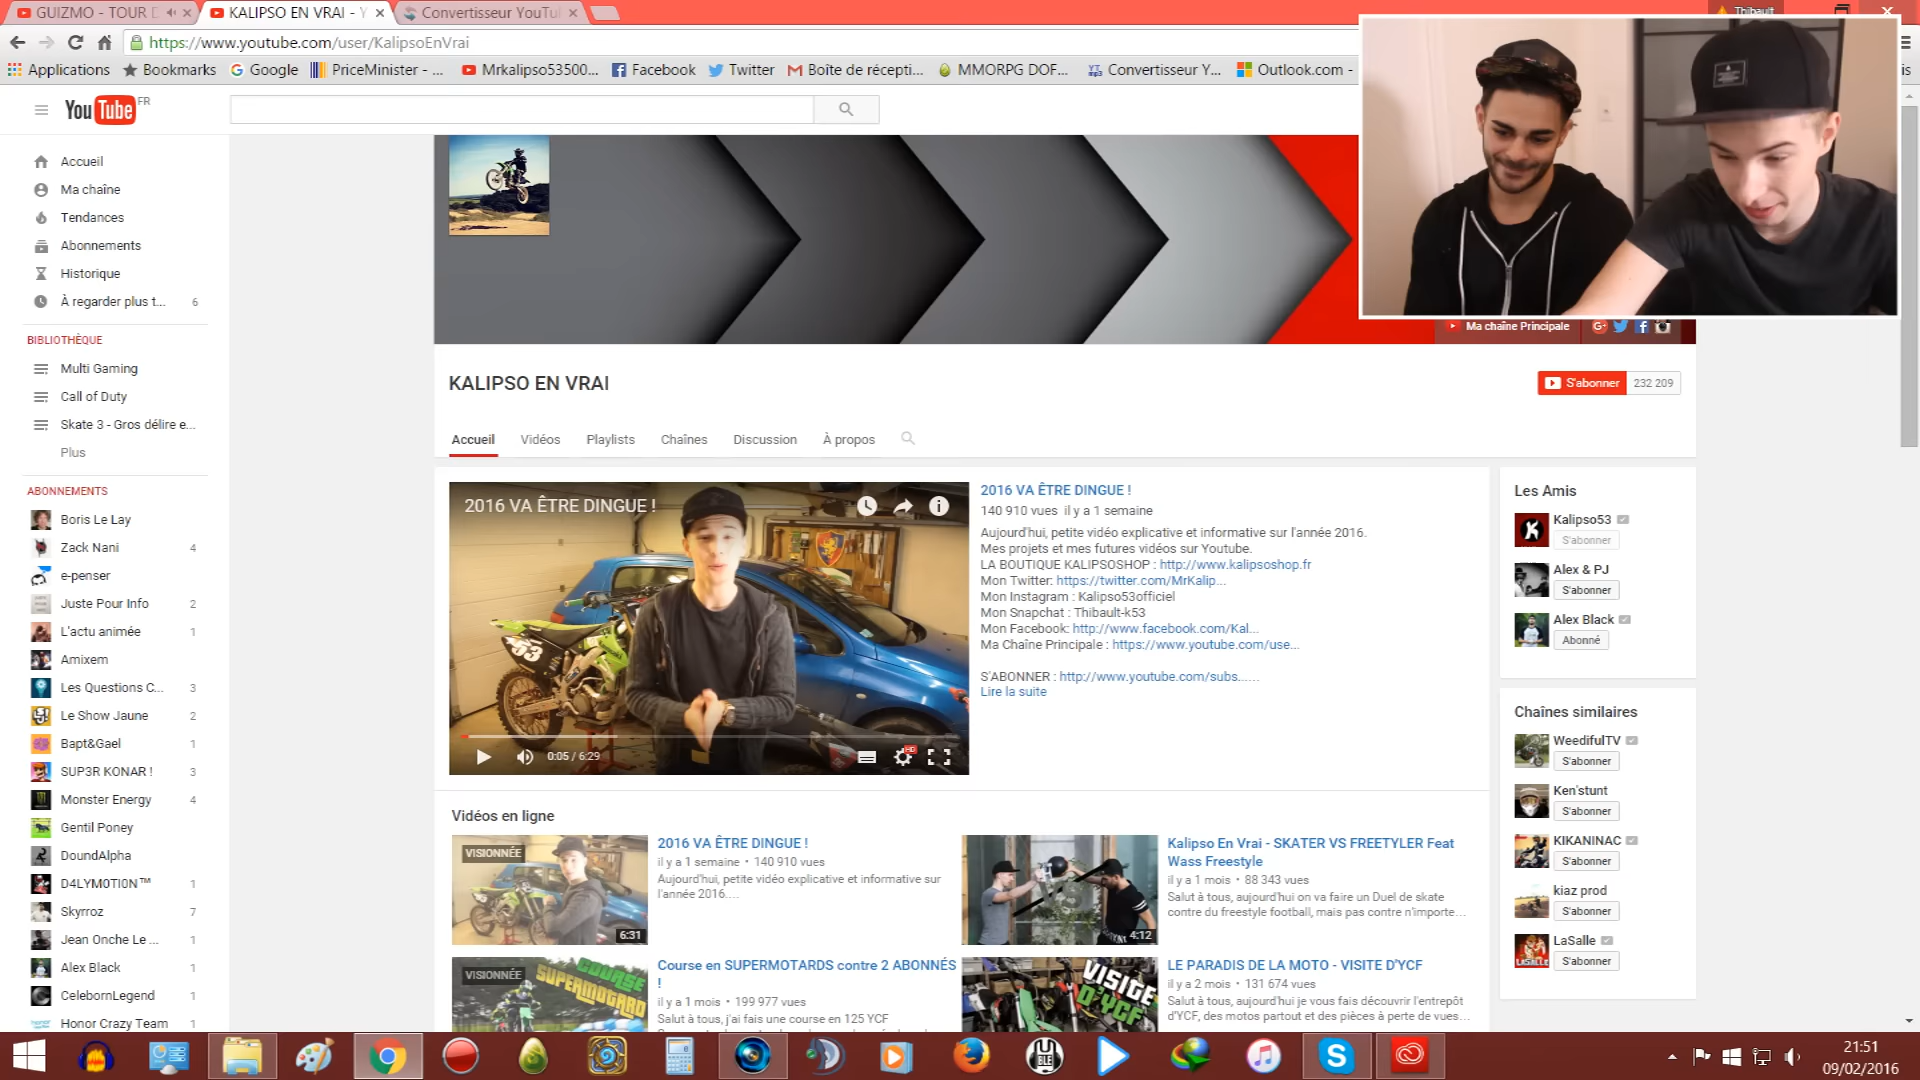 GUIZMO - TOUR D
KALIPSO EN VRAI - Y
Convertisseur YouTu
Thibault
https://www.youtube.com/user/KalipsoEnVrai
Applications
Bookmarks
Google
PriceMinister - ...
Mrkalipso53500...
Facebook
Twitter
Boîte de récepti...
MMORPG DOF...
Convertisseur Y...
Outlook.com -
YouTube FR
Accueil
Ma chaîne
Tendances
Abonnements
Historique
À regarder plus t... 6
BIBLIOTHÈQUE
Multi Gaming
Call of Duty
Skate 3 - Gros délire e...
Plus
ABONNEMENTS
Boris Le Lay
Zack Nani 4
e-penser
Juste Pour Info 2
L'actu animée 1
Amixem
Les Questions C... 3
Le Show Jaune 2
Bapt&Gael 1
SUP3R KONAR ! 3
Monster Energy 4
Gentil Poney
DoundAlpha
D4LYM0TI0N™ 1
Skyrroz 7
Jean Onche Le ... 1
Alex Black 1
CelebornLegend 1
Honor Crazy Team 1
Ma chaîne Principale
KALIPSO EN VRAI
S'abonner 232 209
Accueil
Vidéos
Playlists
Chaînes
Discussion
À propos
2016 VA ÊTRE DINGUE !
53
0:05 / 6:29
HD
2016 VA ÊTRE DINGUE !
140 910 vues il y a 1 semaine
Aujourd'hui, petite vidéo explicative et informative sur l'année 2016.
Mes projets et mes futures vidéos sur Youtube.
LA BOUTIQUE KALIPSOSHOP : http://www.kalipsoshop.fr
Mon Twitter: https://twitter.com/MrKalip...
Mon Instagram : Kalipso53officiel
Mon Snapchat : Thibault-k53
Mon Facebook: http://www.facebook.com/Kal...
Ma Chaîne Principale : https://www.youtube.com/use...
S'ABONNER : http://www.youtube.com/subs......
Lire la suite
Vidéos en ligne
VISIONNÉE
6:31
2016 VA ÊTRE DINGUE !
il y a 1 semaine • 140 910 vues
Aujourd'hui, petite vidéo explicative et informative sur
l'année 2016....
4:12
Kalipso En Vrai - SKATER VS FREETYLER Feat
Wass Freestyle
il y a 1 mois • 88 343 vues
Salut à tous, aujourd'hui on va faire un Duel de skate
contre du freestyle football, mais pas contre n'importe...
VISIONNÉE
COURSE
SUPERMOTARD
Course en SUPERMOTARDS contre 2 ABONNÉS
!
il y a 1 mois • 199 977 vues
Salut à tous, j'ai fais une course en 125 YCF
VISITE
D'YCF
LE PARADIS DE LA MOTO - VISITE D'YCF
il y a 2 mois • 131 674 vues
Salut à tous, aujourd'hui je vous fais découvrir l'entrepôt
d'YCF, des motos partout et des pièces à perte de vues...
Les Amis
Kalipso53
S'abonner
Alex & PJ
S'abonner
Alex Black
Abonné
Chaînes similaires
WeedifulTV
S'abonner
Ken'stunt
S'abonner
KIKANINAC
S'abonner
kiaz prod
S'abonner
LaSalle
S'abonner
21:51
09/02/2016